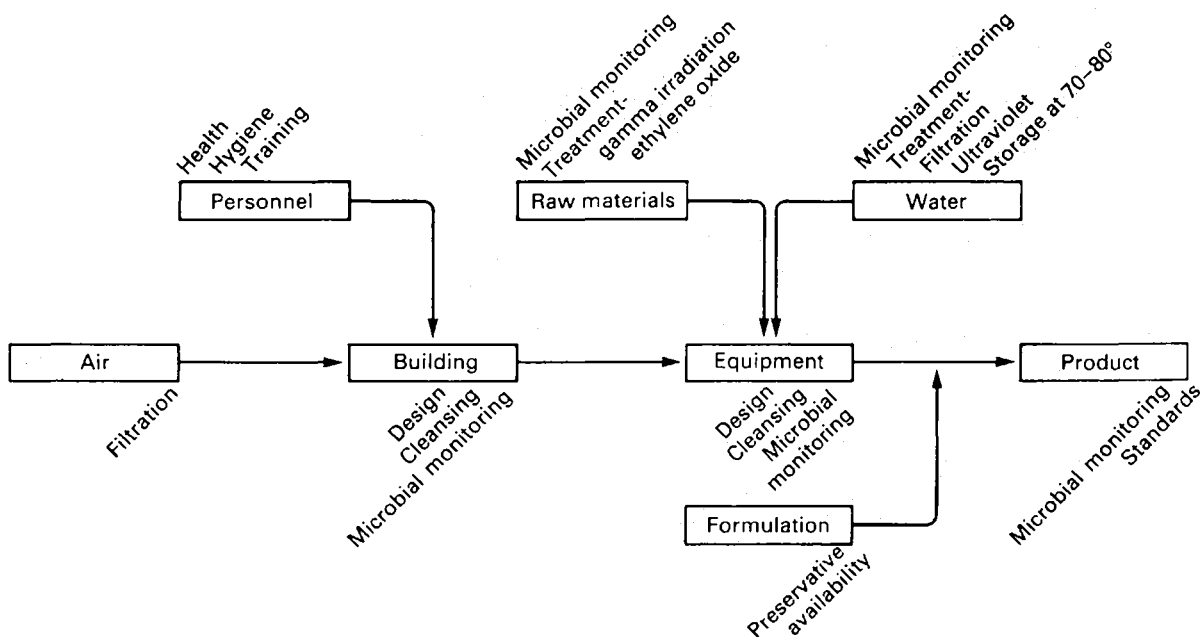 Health
Hygiene
Training
Personnel
Microbial monitoring
Treatment-
gamma irradiation
ethylene oxide
Raw materials
Microbial monitoring
Treatment-
Filtration
Ultraviolet
Storage at 70–80°
Water
Air
Filtration
Building
Design
Cleansing
Microbial monitoring
Equipment
Design
Cleansing
Microbial
monitoring
Product
Microbial monitoring
Standards
Formulation
Preservative
availability